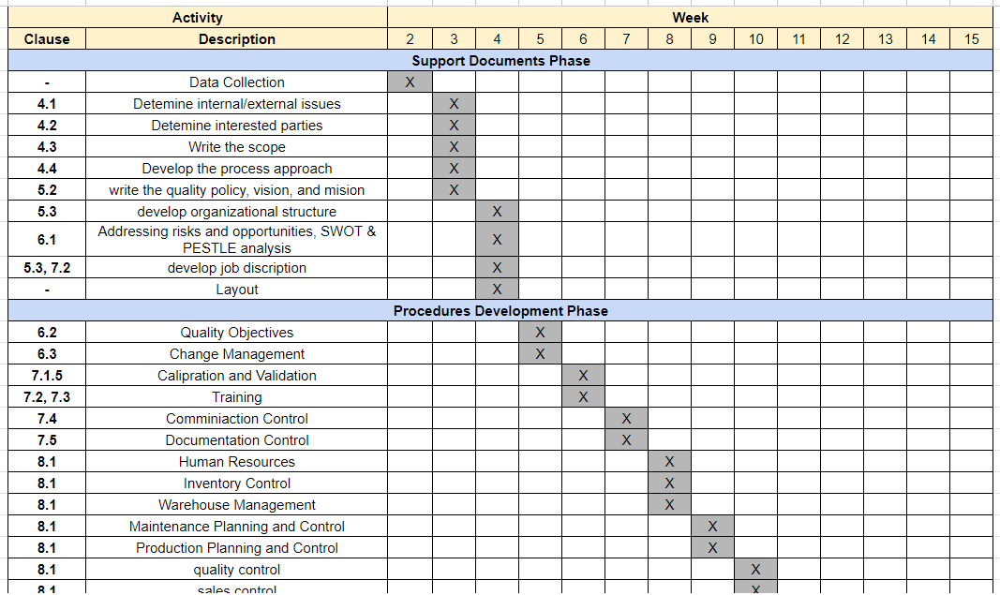 Activity Week
Clause Description 2 3 4 5 6 7 8 9 10 11 12 13 14 15
Support Documents Phase
- Data Collection X
4.1 Detemine internal/external issues X
4.2 Detemine interested parties X
4.3 Write the scope X
4.4 Develop the process approach X
5.2 write the quality policy, vision, and mision X
5.3 develop organizational structure X
6.1 Addressing risks and opportunities, SWOT &
PESTLE analysis X
5.3, 7.2 develop job discription X
- Layout X
Procedures Development Phase
6.2 Quality Objectives X
6.3 Change Management X
7.1.5 Calipration and Validation X
7.2, 7.3 Training X
7.4 Comminiaction Control X
7.5 Documentation Control X
8.1 Human Resources X
8.1 Inventory Control X
8.1 Warehouse Management X
8.1 Maintenance Planning and Control X
8.1 Production Planning and Control X
8.1 quality control X
8.1 sales control X